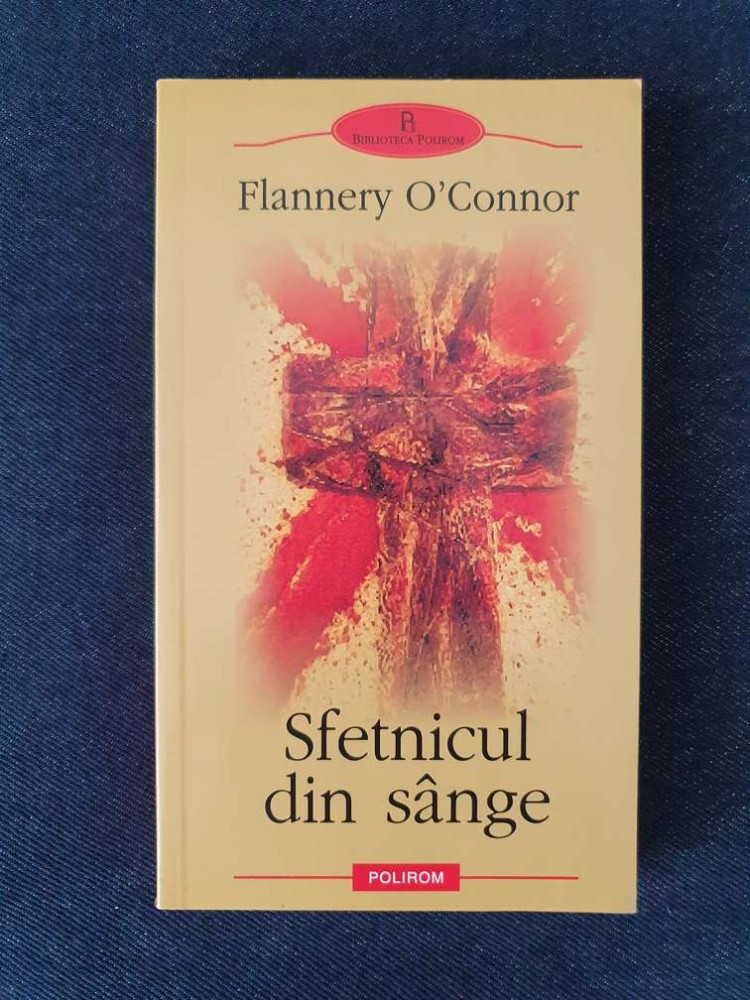 BIBLIOTECA POLIROM
Flannery O’Connor
Sfetnicul
din sânge
POLIROM